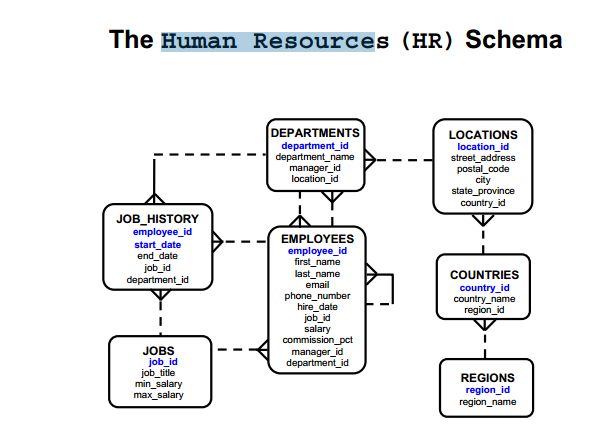 The Human Resources (HR) Schema
DEPARTMENTS
department_id
department_name
manager_id
location_id
LOCATIONS
location_id
street_address
postal_code
city
state_province
country_id
JOB_HISTORY
employee_id
start_date
end_date
job_id
department_id
EMPLOYEES
employee_id
first_name
last_name
email
phone_number
hire_date
job_id
salary
commission_pct
manager_id
department_id
COUNTRIES
country_id
country_name
region_id
JOBS
job_id
job_title
min_salary
max_salary
REGIONS
region_id
region_name